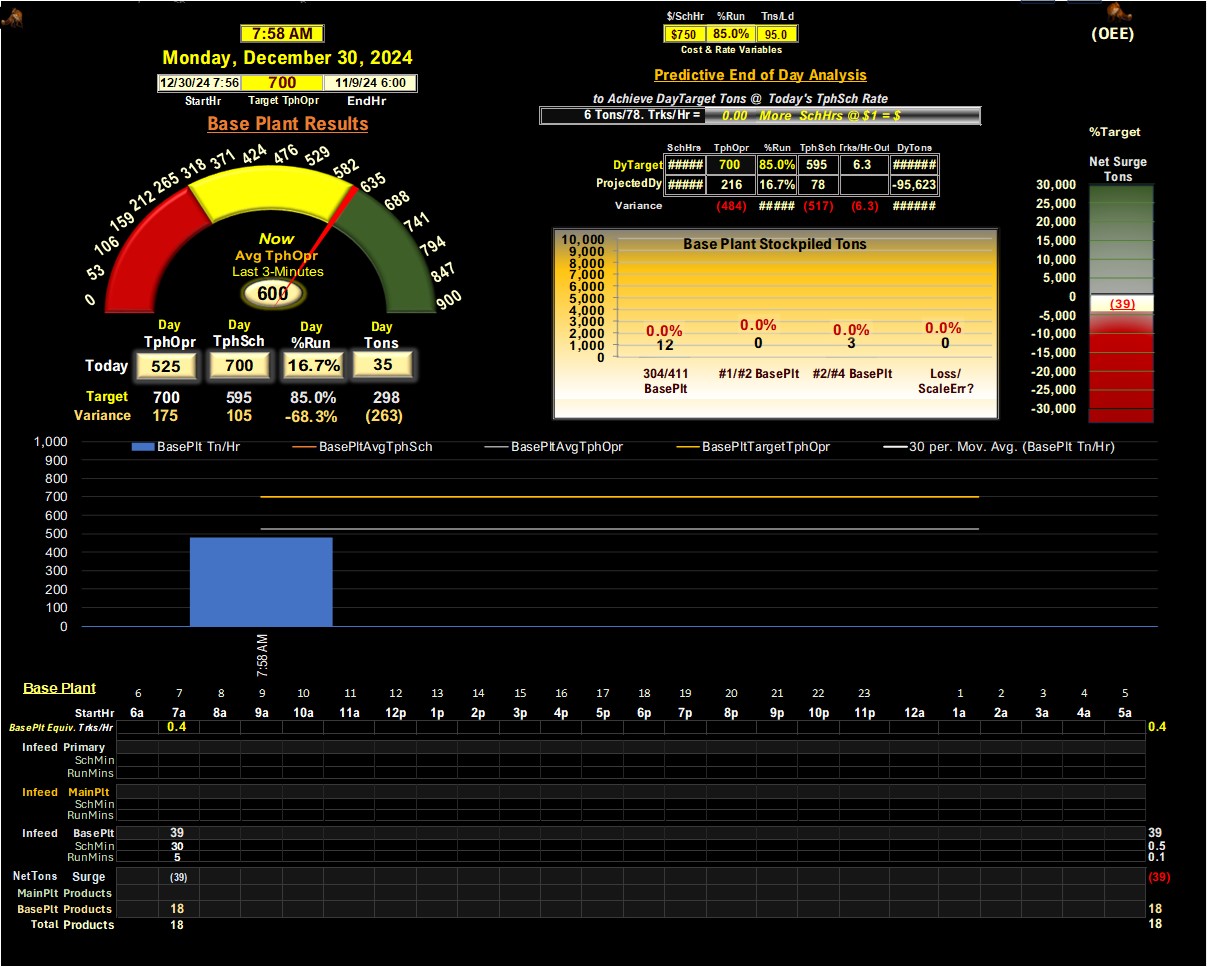 $/SchHr %Run Tns/Ld
$750 85.0% 95.0
Cost & Rate Variables
(OEE)
7:58 AM
Monday, December 30, 2024
12/30/24 7:56 700 11/9/24 6:00
StartHr Target TphOpr EndHr
Base Plant Results
Predictive End of Day Analysis
to Achieve DayTarget Tons @ Today's TphSch Rate
6 Tons/78. Trks/Hr = 0.00 More SchHrs @ $1 = $
SchHrs TphOpr %Run TphSch Trks/Hr-Out DyTons
DyTarget ##### 700 85.0% 595 6.3 ######
ProjectedDy ##### 216 16.7% 78 -95,623
Variance (484) ##### (517) (6.3) ######
%Target
Net Surge
Tons
30,000
25,000
20,000
15,000
10,000
5,000
0
-5,000
-10,000
-15,000
-20,000
-25,000
-30,000
(39)
0 53 106 159 212 265 318 371 424 476 529 582 635 688 741 794 847 900
Now
Avg TphOpr
Last 3-Minutes
600
Day Day Day Day
TphOpr TphSch %Run Tons
Today 525 700 16.7% 35
Target 700 595 85.0% 298
Variance 175 105 -68.3% (263)
Base Plant Stockpiled Tons
10,000
9,000
8,000
7,000
6,000
5,000
4,000
3,000
2,000
1,000
0
0.0% 0.0% 0.0% 0.0%
12 0 3 0
304/411 BasePlt #1/#2 BasePlt #2/#4 BasePlt Loss/ ScaleErr?
BasePlt Tn/Hr BasePltAvgTphSch BasePltAvgTphOpr BasePltTargetTphOpr 30 per. Mov. Avg. (BasePlt Tn/Hr)
1,000
900
800
700
600
500
400
300
200
100
0
7:58 AM
Base Plant 6 7 8 9 10 11 12 13 14 15 16 17 18 19 20 21 22 23 1 2 3 4 5
StartHr 6a 7a 8a 9a 10a 11a 12p 1p 2p 3p 4p 5p 6p 7p 8p 9p 10p 11p 12a 1a 2a 3a 4a 5a
BasePlt Equiv. Trks/Hr 0.4 0.4
Infeed Primary
SchMin
RunMins
Infeed MainPlt
SchMin
RunMins
Infeed BasePlt 39 39
SchMin 30 0.5
RunMins 5 0.1
NetTons Surge (39) (39)
MainPlt Products
BasePlt Products 18 18
Total Products 18 18